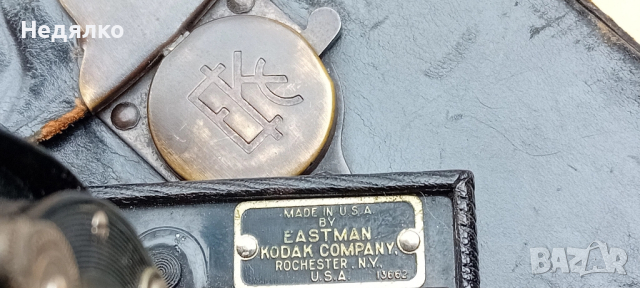 Недялко
MADE IN U.S.A.
BY
EASTMAN
KODAK COMPANY,
ROCHESTER, N.Y.,
U.S.A. 13662
BAZAR